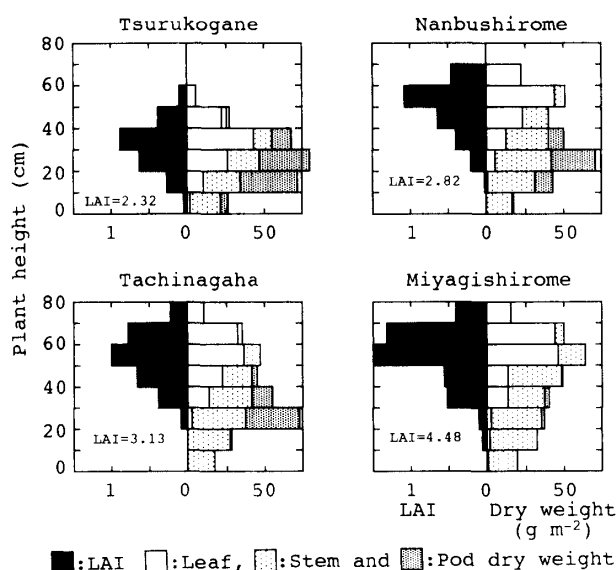 Tsurukogane Nanbushirome
80
60
40
20
0
LAI=2.32 LAI=2.82
1 0 50 1 0 50
Plant height (cm)
Tachinagaha Miyagishirome
80
60
40
20
0
LAI=3.13 LAI=4.48
1 0 50 1 0 50
LAI Dry weight
(g m⁻²)
:LAI :Leaf, :Stem and :Pod dry weight